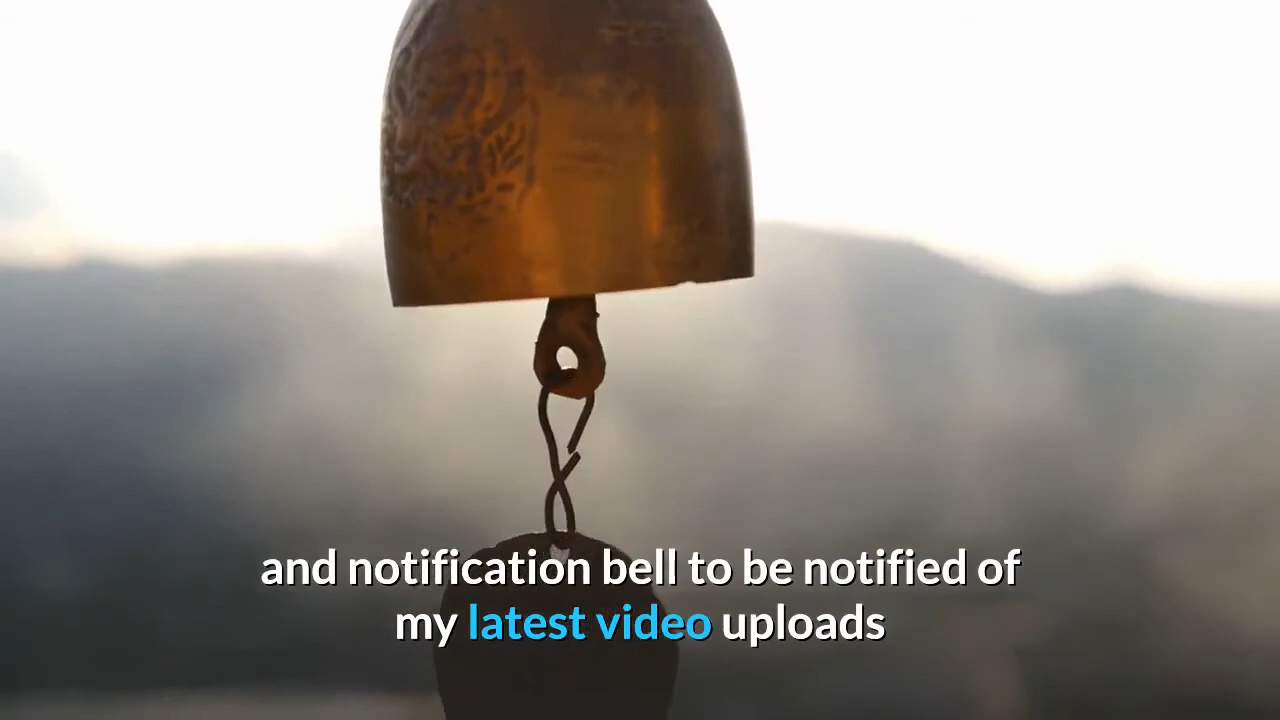 and notification bell to be notified of
my latest video uploads